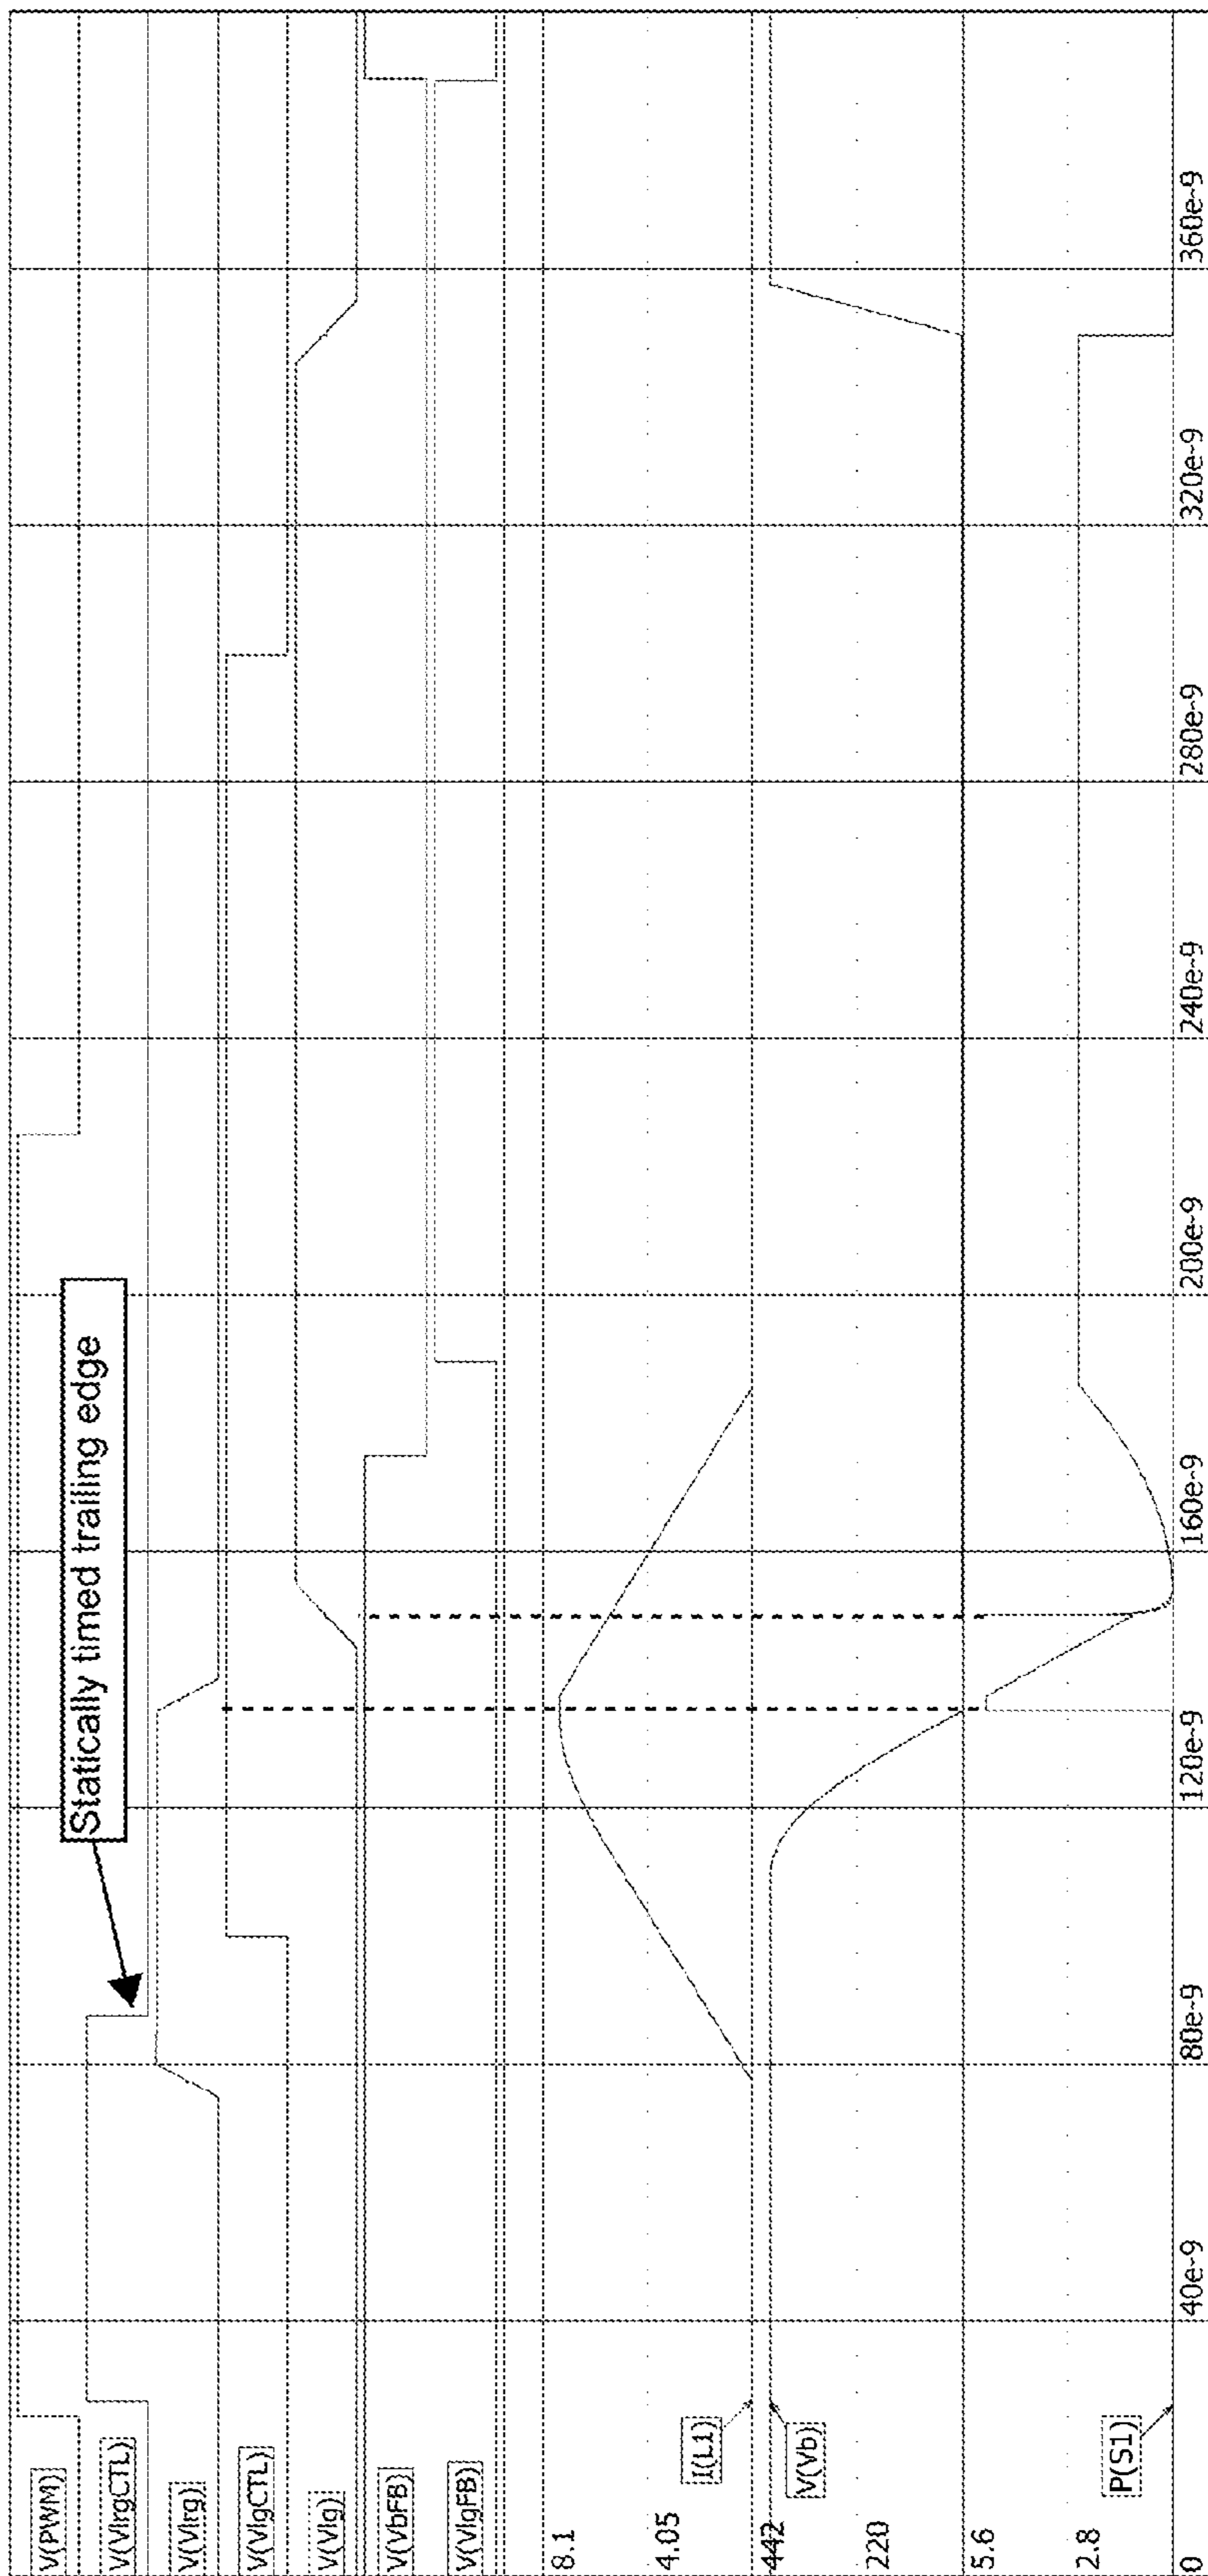 V(PWM)
V(VlrgCTL)
V(Vlrg)
V(VlgCTL)
V(Vlg)
V(VbFB)
V(VlgFB)
Statically timed trailing edge
8.1
4.05
I(L1)
442
V(Vb)
220
5.6
2.8
P(S1)
0
40e-9
80e-9
120e-9
160e-9
200e-9
240e-9
280e-9
320e-9
360e-9